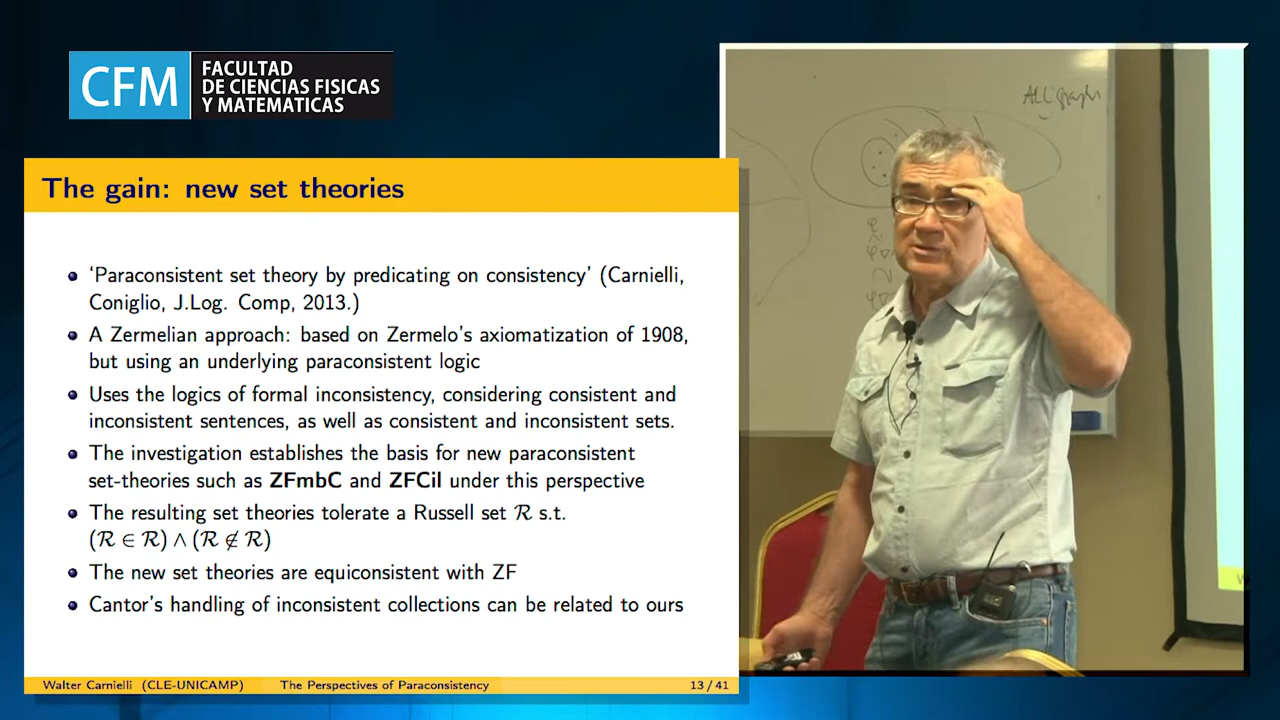 CFM
FACULTAD
DE CIENCIAS FISICAS
Y MATEMATICAS
The gain: new set theories
‘Paraconsistent set theory by predicating on consistency’ (Carnielli,
Coniglio, J.Log. Comp, 2013.)
A Zermelian approach: based on Zermelo’s axiomatization of 1908,
but using an underlying paraconsistent logic
Uses the logics of formal inconsistency, considering consistent and
inconsistent sentences, as well as consistent and inconsistent sets.
The investigation establishes the basis for new paraconsistent
set-theories such as ZFmbC and ZFCil under this perspective
The resulting set theories tolerate a Russell set ℛ s.t.
(ℛ ∈ ℛ) ∧ (ℛ ∉ ℛ)
The new set theories are equiconsistent with ZF
Cantor’s handling of inconsistent collections can be related to ours
Walter Carnielli (CLE-UNICAMP) The Perspectives of Paraconsistency 13 / 41